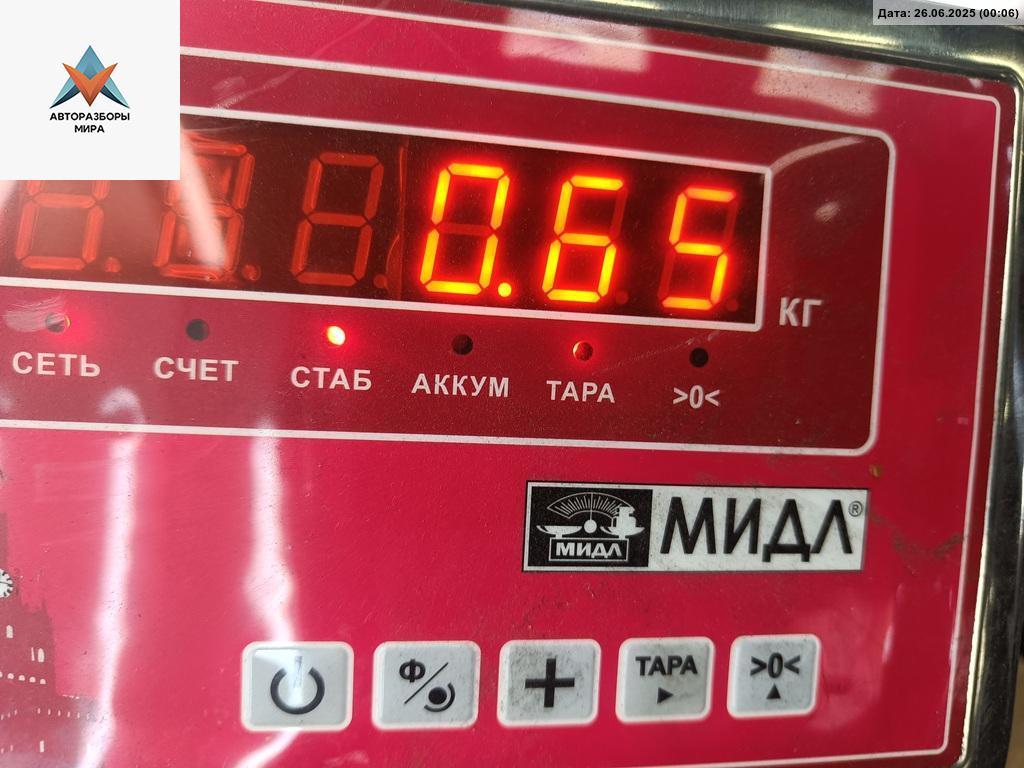 Дата: 26.06.2025 (00:06)
АВТОРАЗБОРЫ
МИРА
0.65
КГ
СЕТЬ СЧЕТ СТАБ АККУМ ТАРА >0<
МИДЛ МИДЛ®
Ф/ + ТАРА >0<